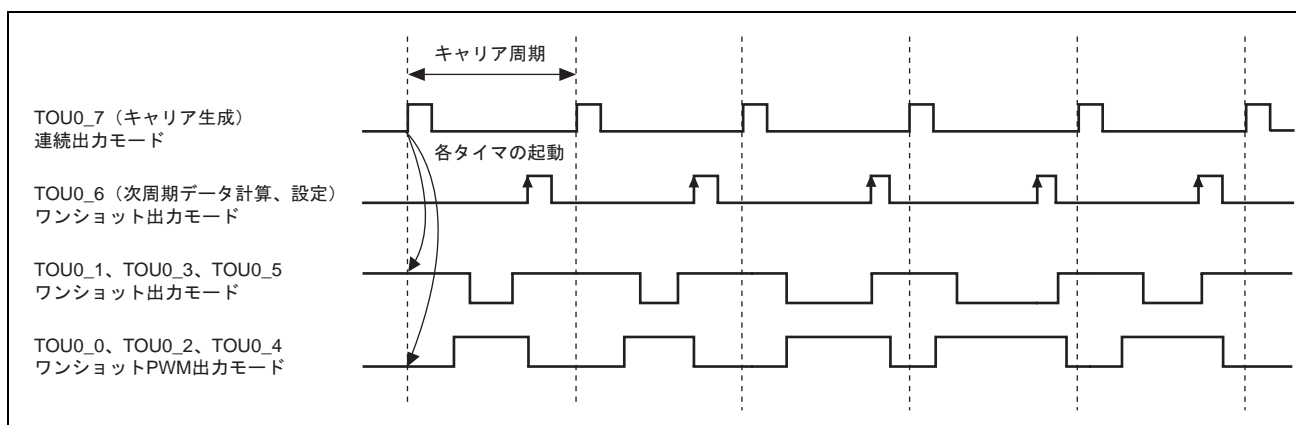 キャリア周期
TOU0_7（キャリア生成）
連続出力モード
各タイマの起動
TOU0_6（次周期データ計算、設定）
ワンショット出力モード
TOU0_1、TOU0_3、TOU0_5
ワンショット出力モード
TOU0_0、TOU0_2、TOU0_4
ワンショットPWM出力モード